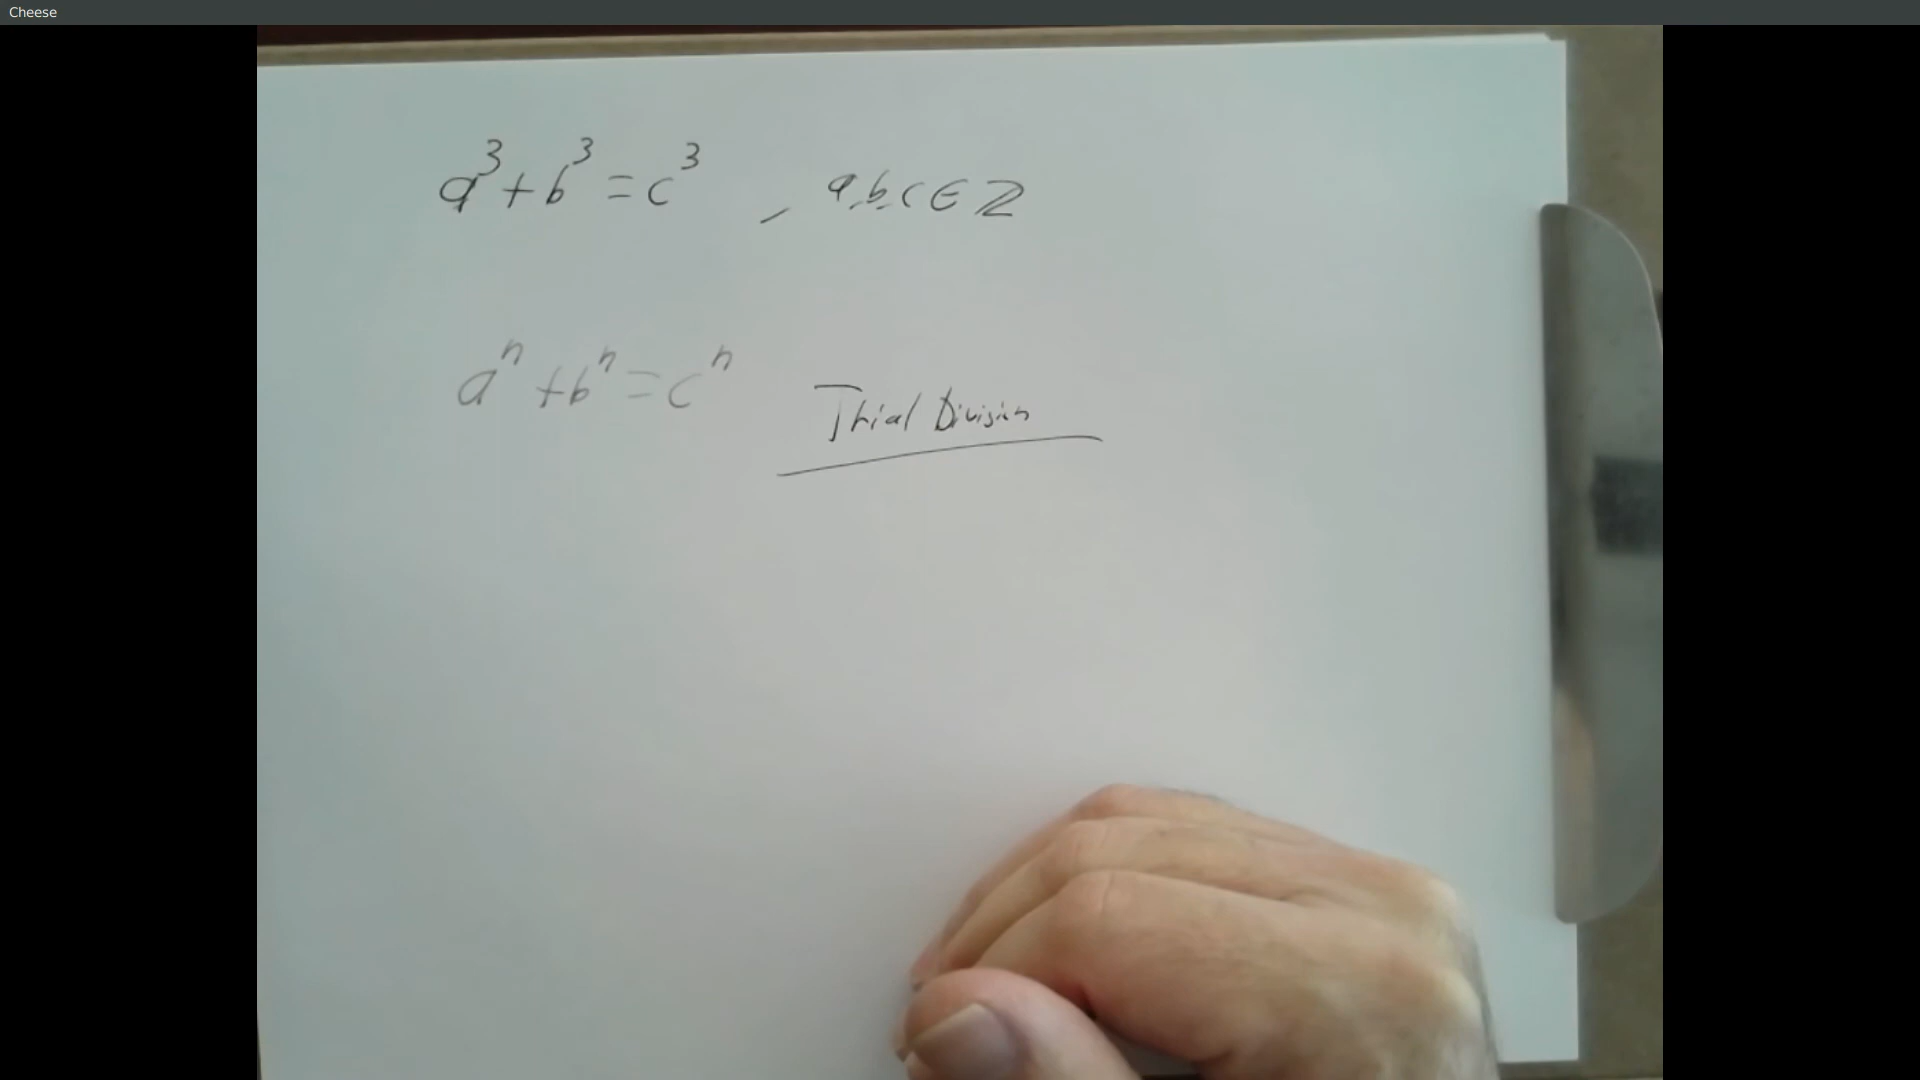 Cheese
a³+b³=c³ , a,b,c∈ℤ
aⁿ+bⁿ=cⁿ
Trial Division